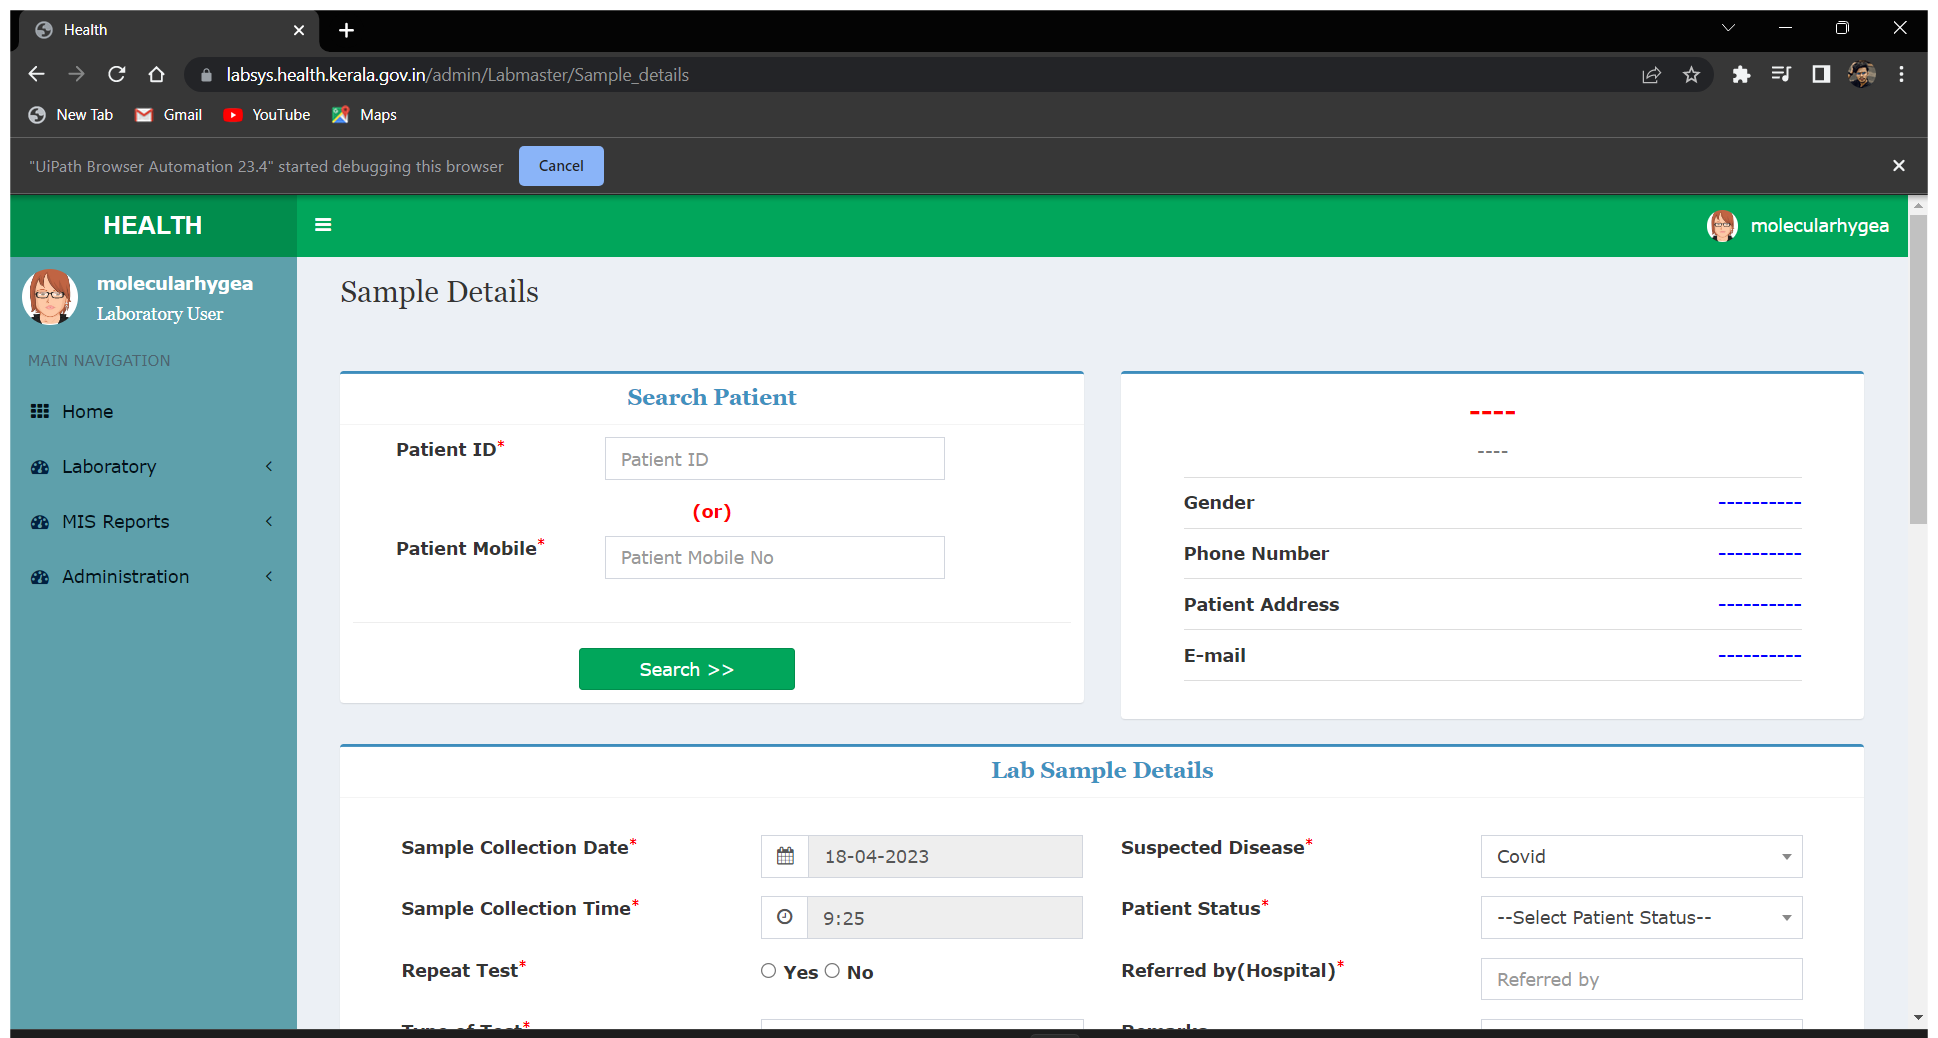 Health
labsys.health.kerala.gov.in/admin/Labmaster/Sample_details
New Tab Gmail YouTube Maps
"UiPath Browser Automation 23.4" started debugging this browser Cancel
HEALTH
molecularhygea
molecularhygea
Laboratory User
MAIN NAVIGATION
Home
Laboratory
MIS Reports
Administration
Sample Details
Search Patient
Patient ID*
Patient ID
(or)
Patient Mobile*
Patient Mobile No
Search >>
----
----
Gender ----------
Phone Number ----------
Patient Address ----------
E-mail ----------
Lab Sample Details
Sample Collection Date* 18-04-2023 Suspected Disease* Covid
Sample Collection Time* 9:25 Patient Status* --Select Patient Status--
Repeat Test* Yes No Referred by(Hospital)* Referred by
Type of Test* Remarks